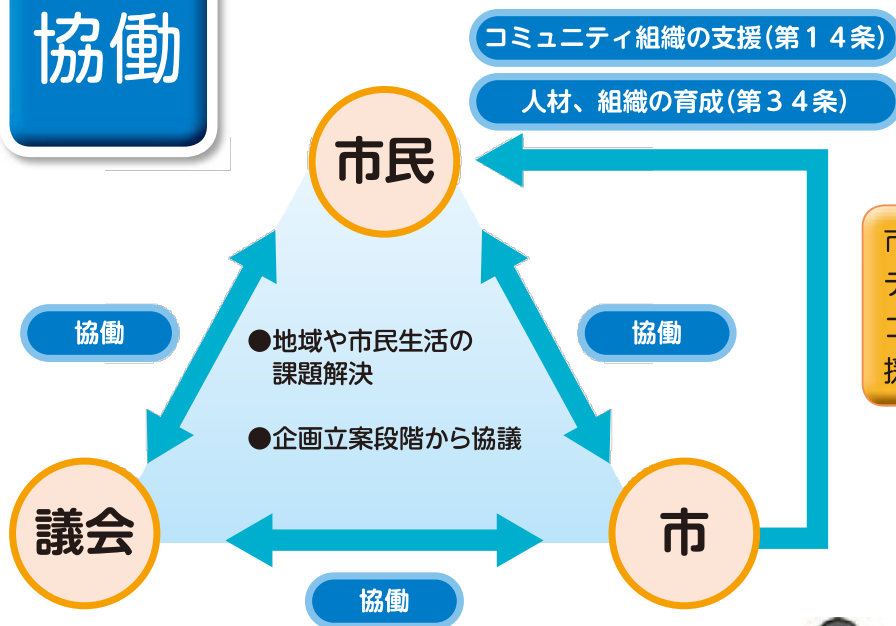 協働
コミュニティ組織の支援(第14条)
人材、組織の育成(第34条)
市民
協働
協働
●地域や市民生活の
課題解決
●企画立案段階から協議
議会
市
協働